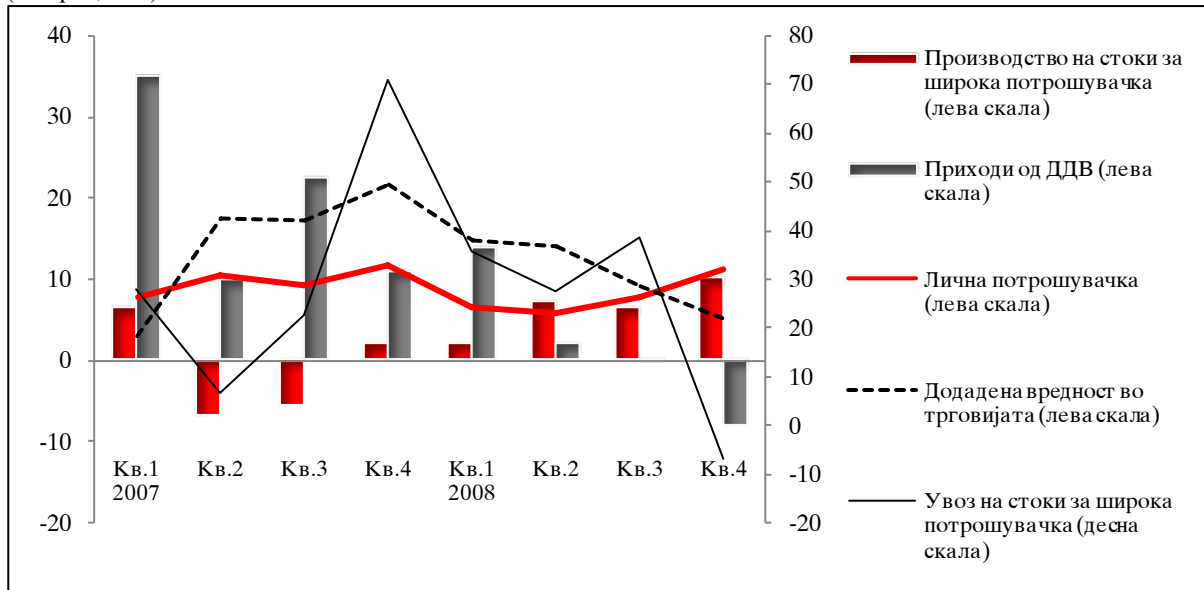 40
30
20
10
0
-10
-20
80
70
60
50
40
30
20
10
0
-10
-20
Кв.1 Кв.2 Кв.3 Кв.4 Кв.1 Кв.2 Кв.3 Кв.4
2007 2008
Производство на стоки за
широка потрошувачка
(лева скала)
Приходи од ДДВ (лева
скала)
Лична потрошувачка
(лева скала)
Додадена вредност во
трговијата (лева скала)
Увоз на стоки за широка
потрошувачка (десна
скала)